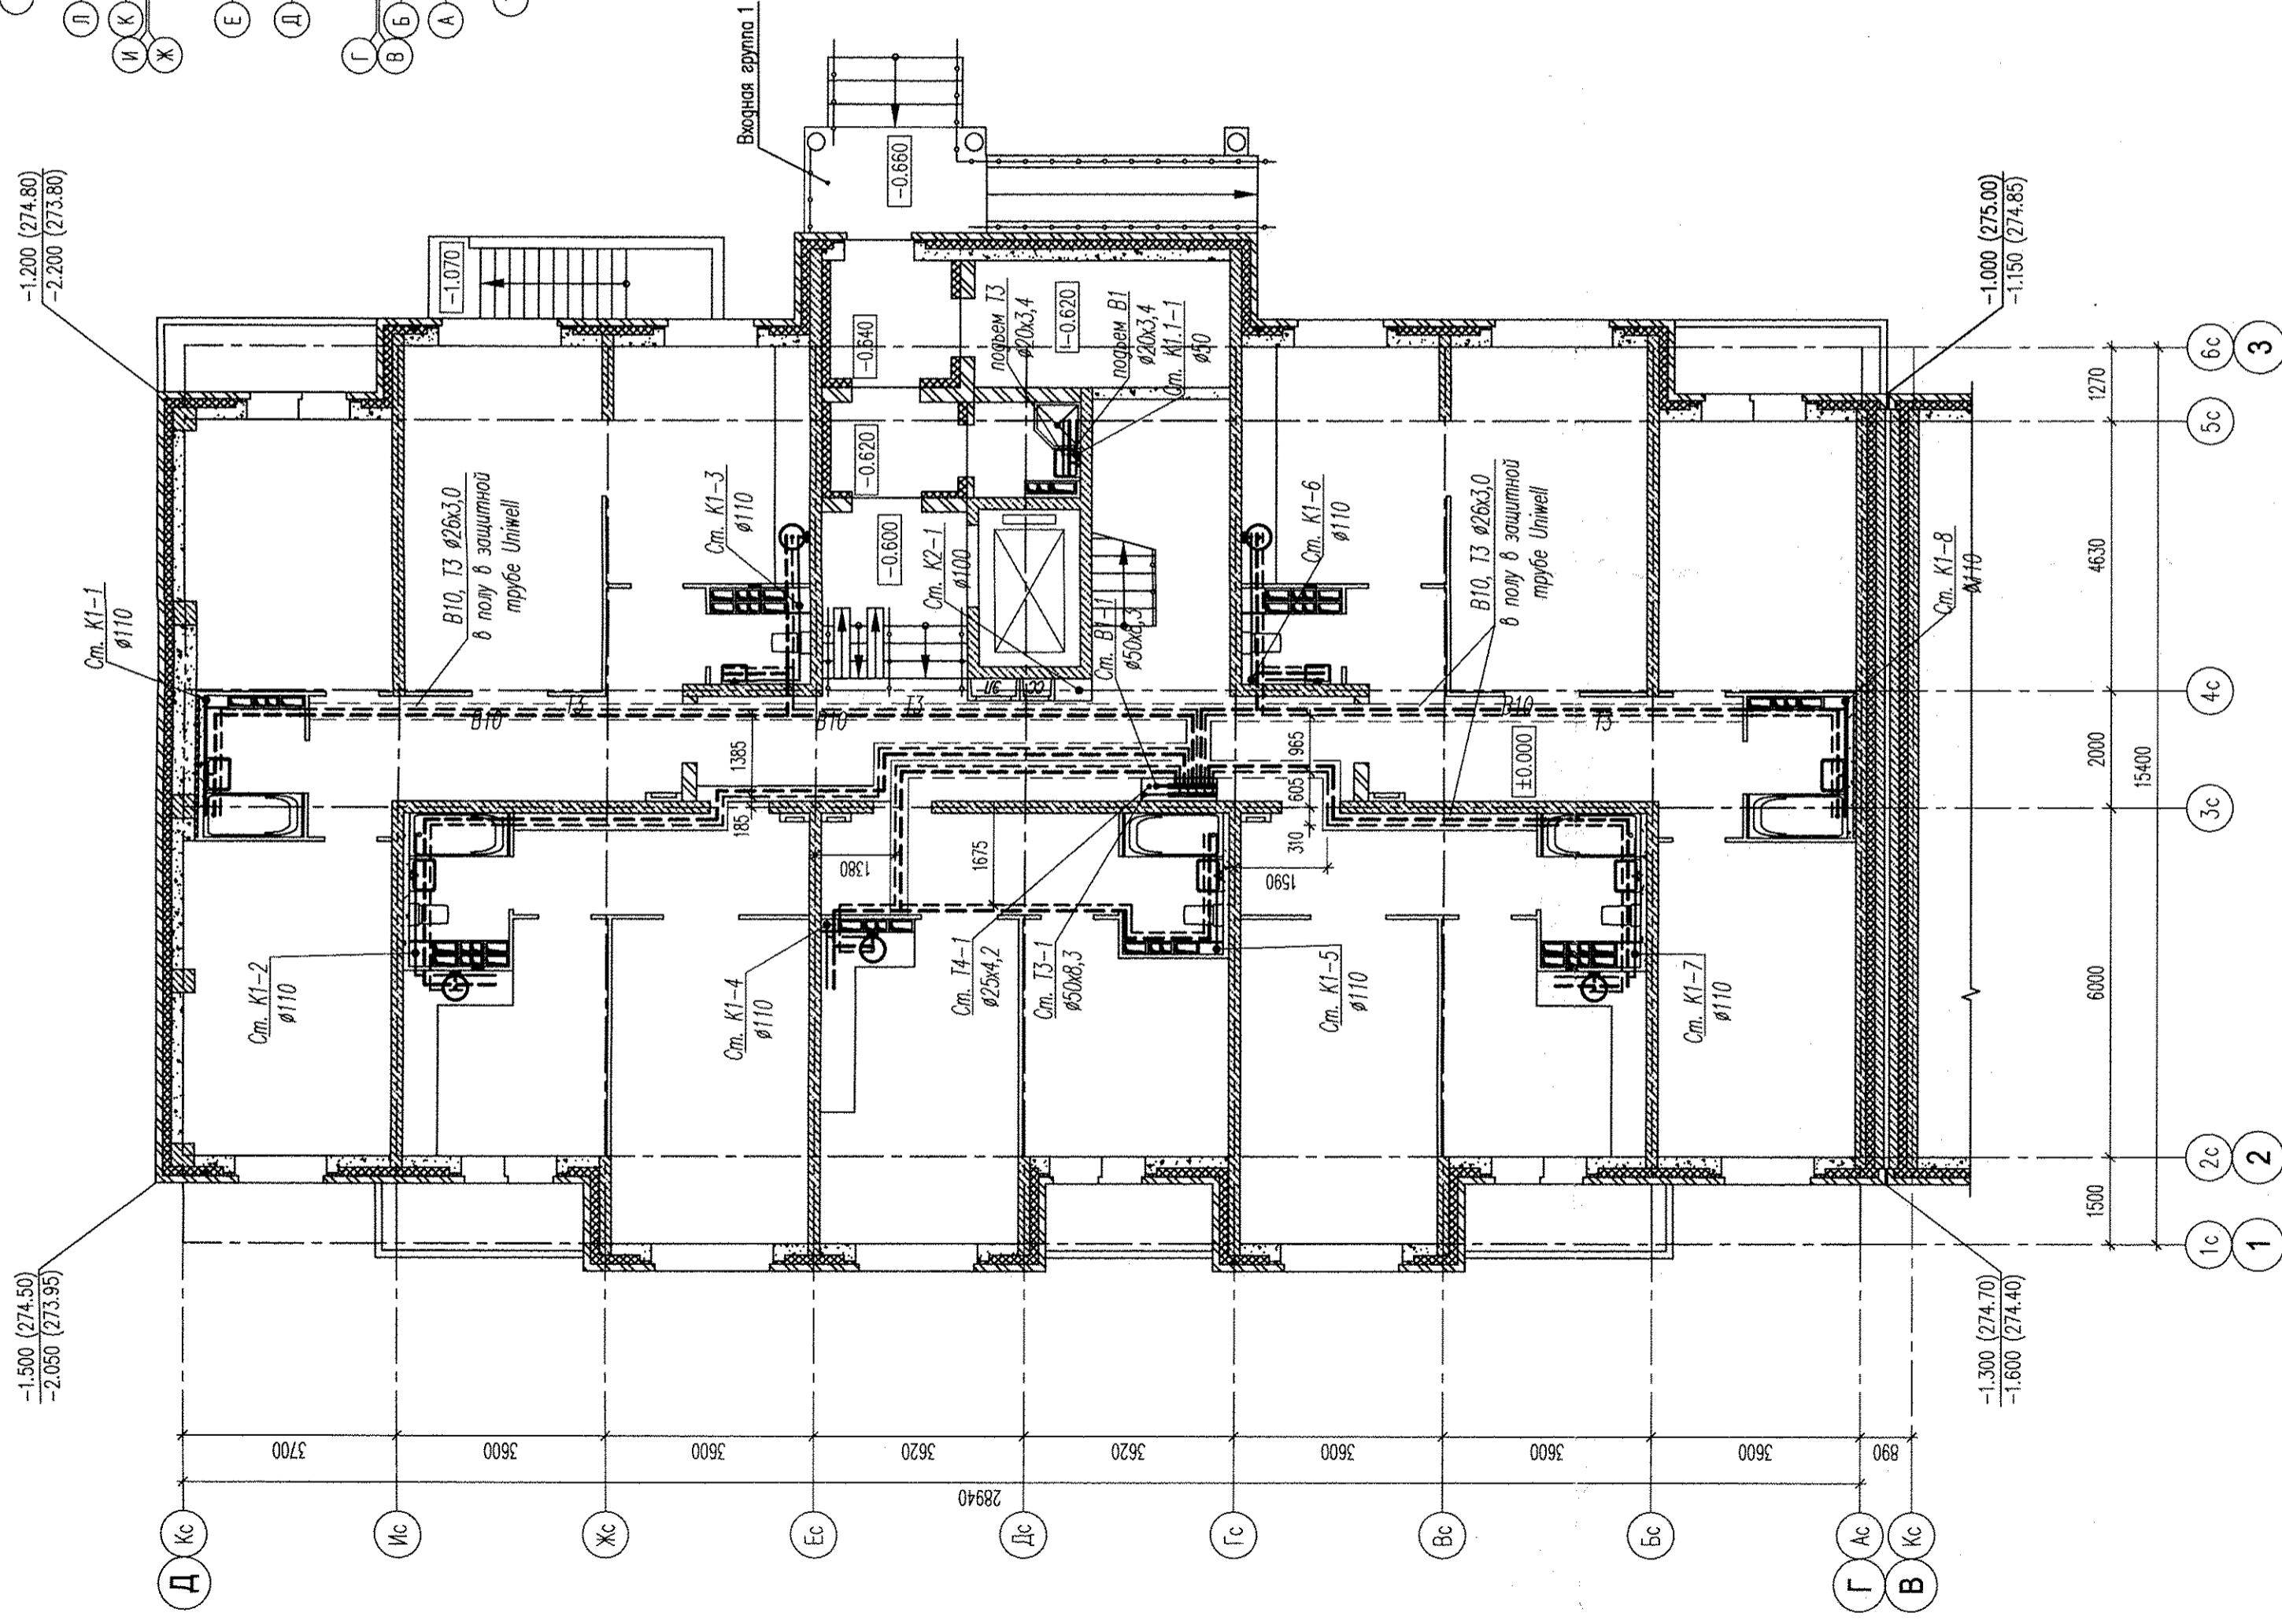 Л
К
И
Ж
Е
Д
Г
В
Б
А
Входная группа 1
-1.200 (274.80)
-2.200 (273.80)
-1.070
-0.660
-0.640
-0.620
-0.620
-0.600
подъем Т3
ø20х3,4
подъем В1
ø20х3,4
Ст. К1.1-1
ø50
-1.000 (275.00)
-1.150 (274.85)
Ст. К1-1
ø110
В10, Т3 ø26х3,0
в полу в защитной
трубе Uniwell
Ст. К1-3
ø110
Ст. К2-1
ø100
Ст. В1-1
ø50х8,3
Ст. К1-6
ø110
В10, Т3 ø26х3,0
в полу в защитной
трубе Uniwell
Ст. К1-8
ø110
ЭЛ
СС
В10
Т3
В10
Т3
В10
Т3
±0.000
1385
185
965
605
310
1380
1675
1590
Ст. К1-2
ø110
Ст. К1-4
ø110
Ст. Т4-1
ø25х4,2
Ст. Т3-1
ø50х8,3
Ст. К1-5
ø110
Ст. К1-7
ø110
-1.500 (274.50)
-2.050 (273.95)
-1.300 (274.70)
-1.600 (274.40)
1270
4630
2000
6000
1500
15400
6с
3
5с
4с
3с
2с
2
1с
1
3700
3600
3600
3620
3620
3600
3600
3600
890
28940
Кс
Д
Ис
Жс
Ес
Дс
Гс
Вс
Бс
Ас
Г
Кс
В